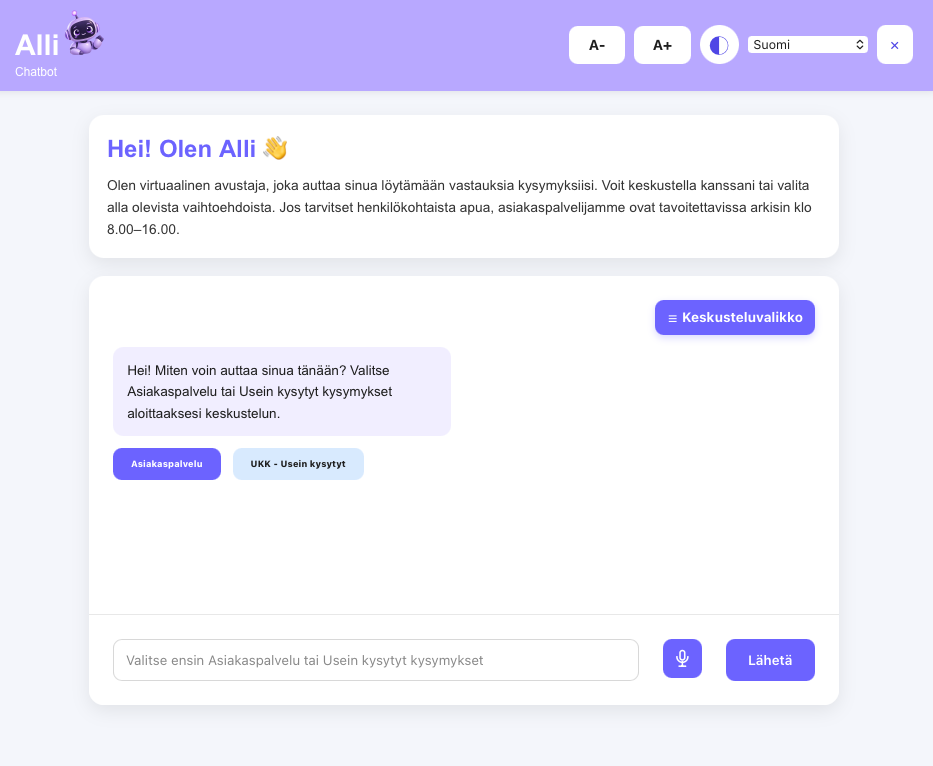 Alli
Chatbot
A-
A+
Suomi
×
Hei! Olen Alli 👋
Olen virtuaalinen avustaja, joka auttaa sinua löytämään vastauksia kysymyksiisi. Voit keskustella kanssani tai valita
alla olevista vaihtoehdoista. Jos tarvitset henkilökohtaista apua, asiakaspalvelijamme ovat tavoitettavissa arkisin klo
8.00–16.00.
≡ Keskusteluvalikko
Hei! Miten voin auttaa sinua tänään? Valitse
Asiakaspalvelu tai Usein kysytyt kysymykset
aloittaaksesi keskustelun.
Asiakaspalvelu
UKK - Usein kysytyt
Valitse ensin Asiakaspalvelu tai Usein kysytyt kysymykset
Lähetä